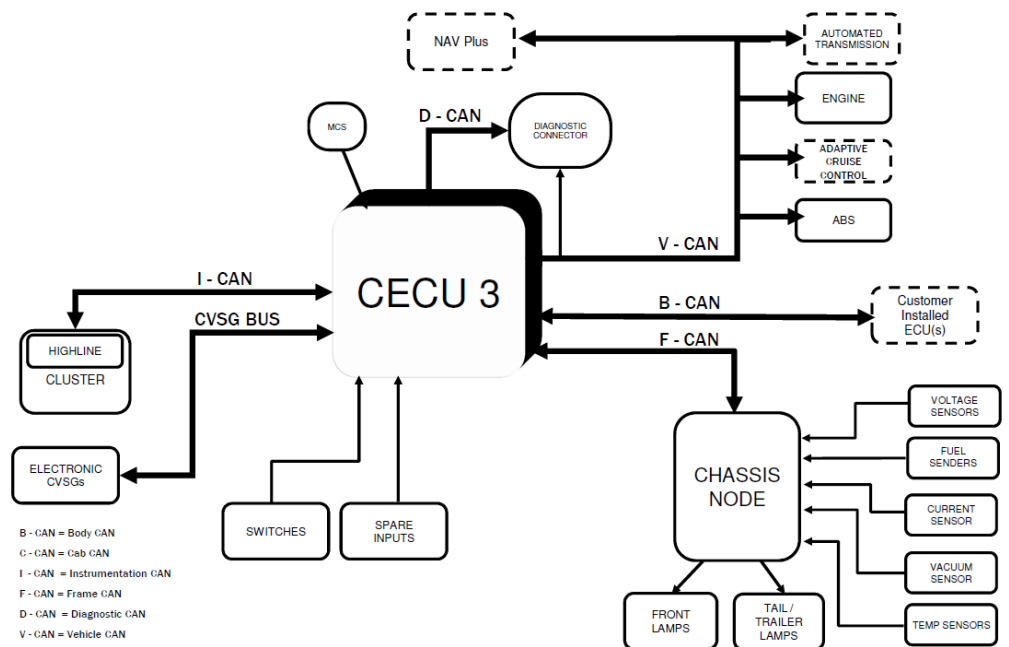 NAV Plus
AUTOMATED
TRANSMISSION
MCS
D - CAN
DIAGNOSTIC
CONNECTOR
ENGINE
ADAPTIVE
CRUISE
CONTROL
ABS
V - CAN
I - CAN
CECU 3
B - CAN
Customer
Installed
ECU(s)
CVSG BUS
F - CAN
HIGHLINE
CLUSTER
VOLTAGE
SENSORS
ELECTRONIC
CVSGs
FUEL
SENDERS
CHASSIS
NODE
CURRENT
SENSOR
SWITCHES
SPARE
INPUTS
VACUUM
SENSOR
B - CAN = Body CAN
C - CAN = Cab CAN
I - CAN = Instrumentation CAN
F - CAN = Frame CAN
D - CAN = Diagnostic CAN
V - CAN = Vehicle CAN
FRONT
LAMPS
TAIL /
TRAILER
LAMPS
TEMP SENSORS